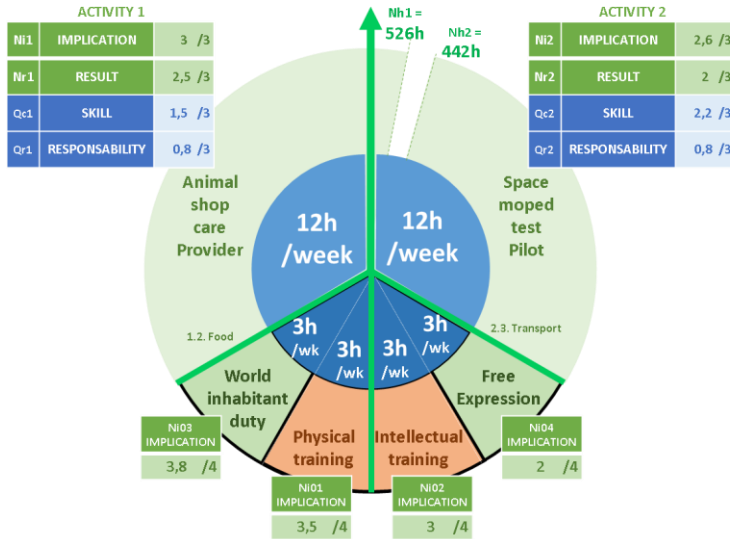 ACTIVITY 1
Ni1 IMPLICATION 3 /3
Nr1 RESULT 2,5 /3
Qc1 SKILL 1,5 /3
Qr1 RESPONSABILITY 0,8 /3
Nh1 =
526h
Nh2 =
442h
ACTIVITY 2
Ni2 IMPLICATION 2,6 /3
Nr2 RESULT 2 /3
Qc2 SKILL 2,2 /3
Qr2 RESPONSABILITY 0,8 /3
Animal
shop
care
Provider
12h
/week
12h
/week
Space
moped
test
Pilot
1.2. Food
3h
/wk
3h
/wk
3h
/wk
3h
/wk
2.3. Transport
World
inhabitant
duty
Physical
training
Intellectual
training
Free
Expression
Ni03
IMPLICATION
3,8 /4
Ni01
IMPLICATION
3,5 /4
Ni02
IMPLICATION
3 /4
Ni04
IMPLICATION
2 /4